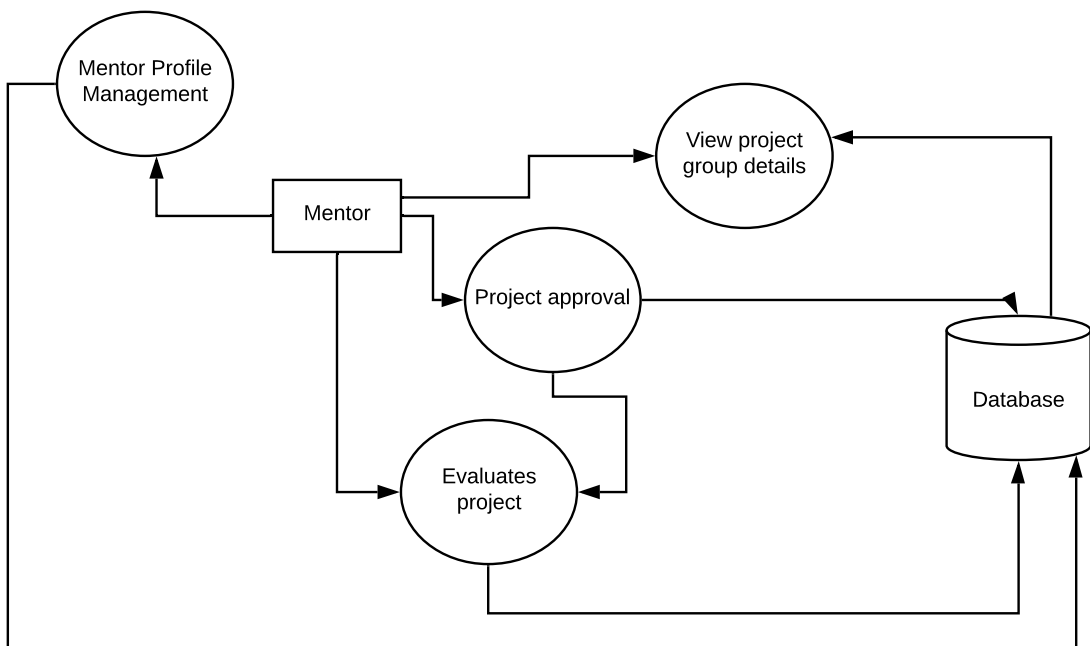 Mentor Profile
Management
View project
group details
Mentor
Project approval
Database
Evaluates
project